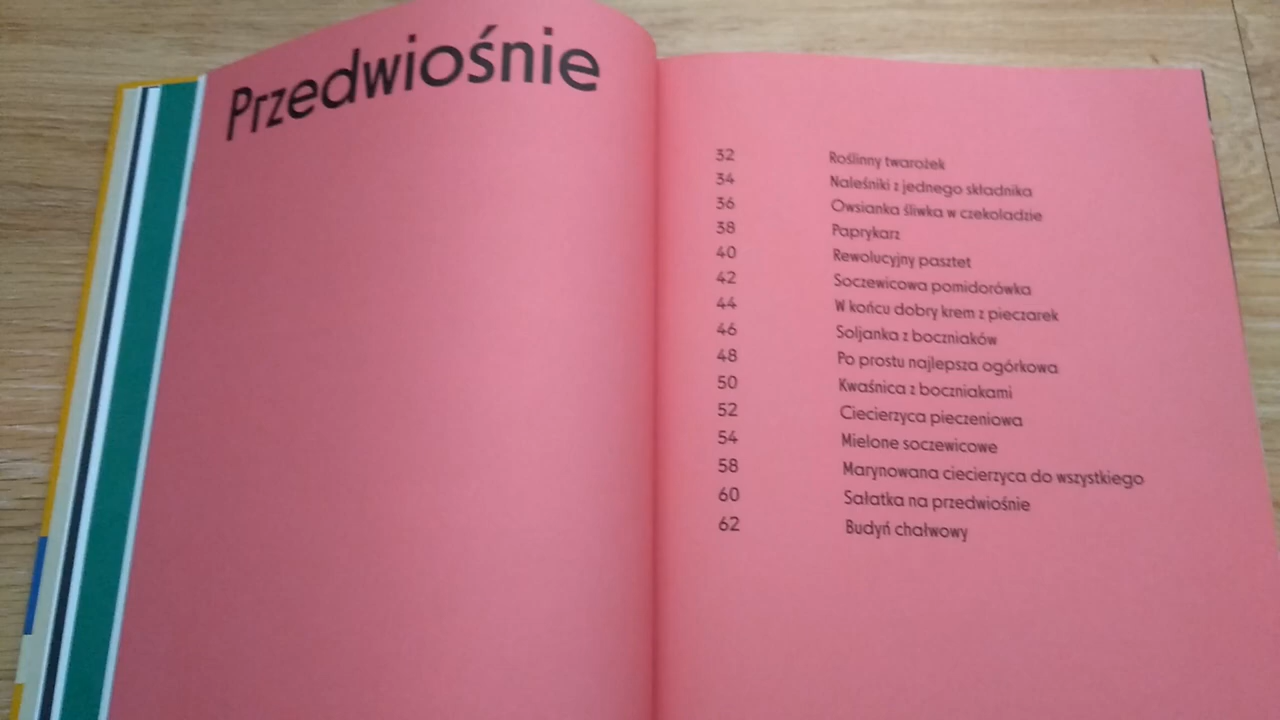 Przedwiośnie
32 Roślinny twarożek
34 Naleśniki z jednego składnika
36 Owsianka śliwka w czekoladzie
38 Paprykarz
40 Rewolucyjny pasztet
42 Soczewicowa pomidorówka
44 W końcu dobry krem z pieczarek
46 Soljanka z boczniaków
48 Po prostu najlepsza ogórkowa
50 Kwaśnica z boczniakami
52 Ciecierzyca pieczeniowa
54 Mielone soczewicowe
58 Marynowana ciecierzyca do wszystkiego
60 Sałatka na przedwiośnie
62 Budyń chałwowy